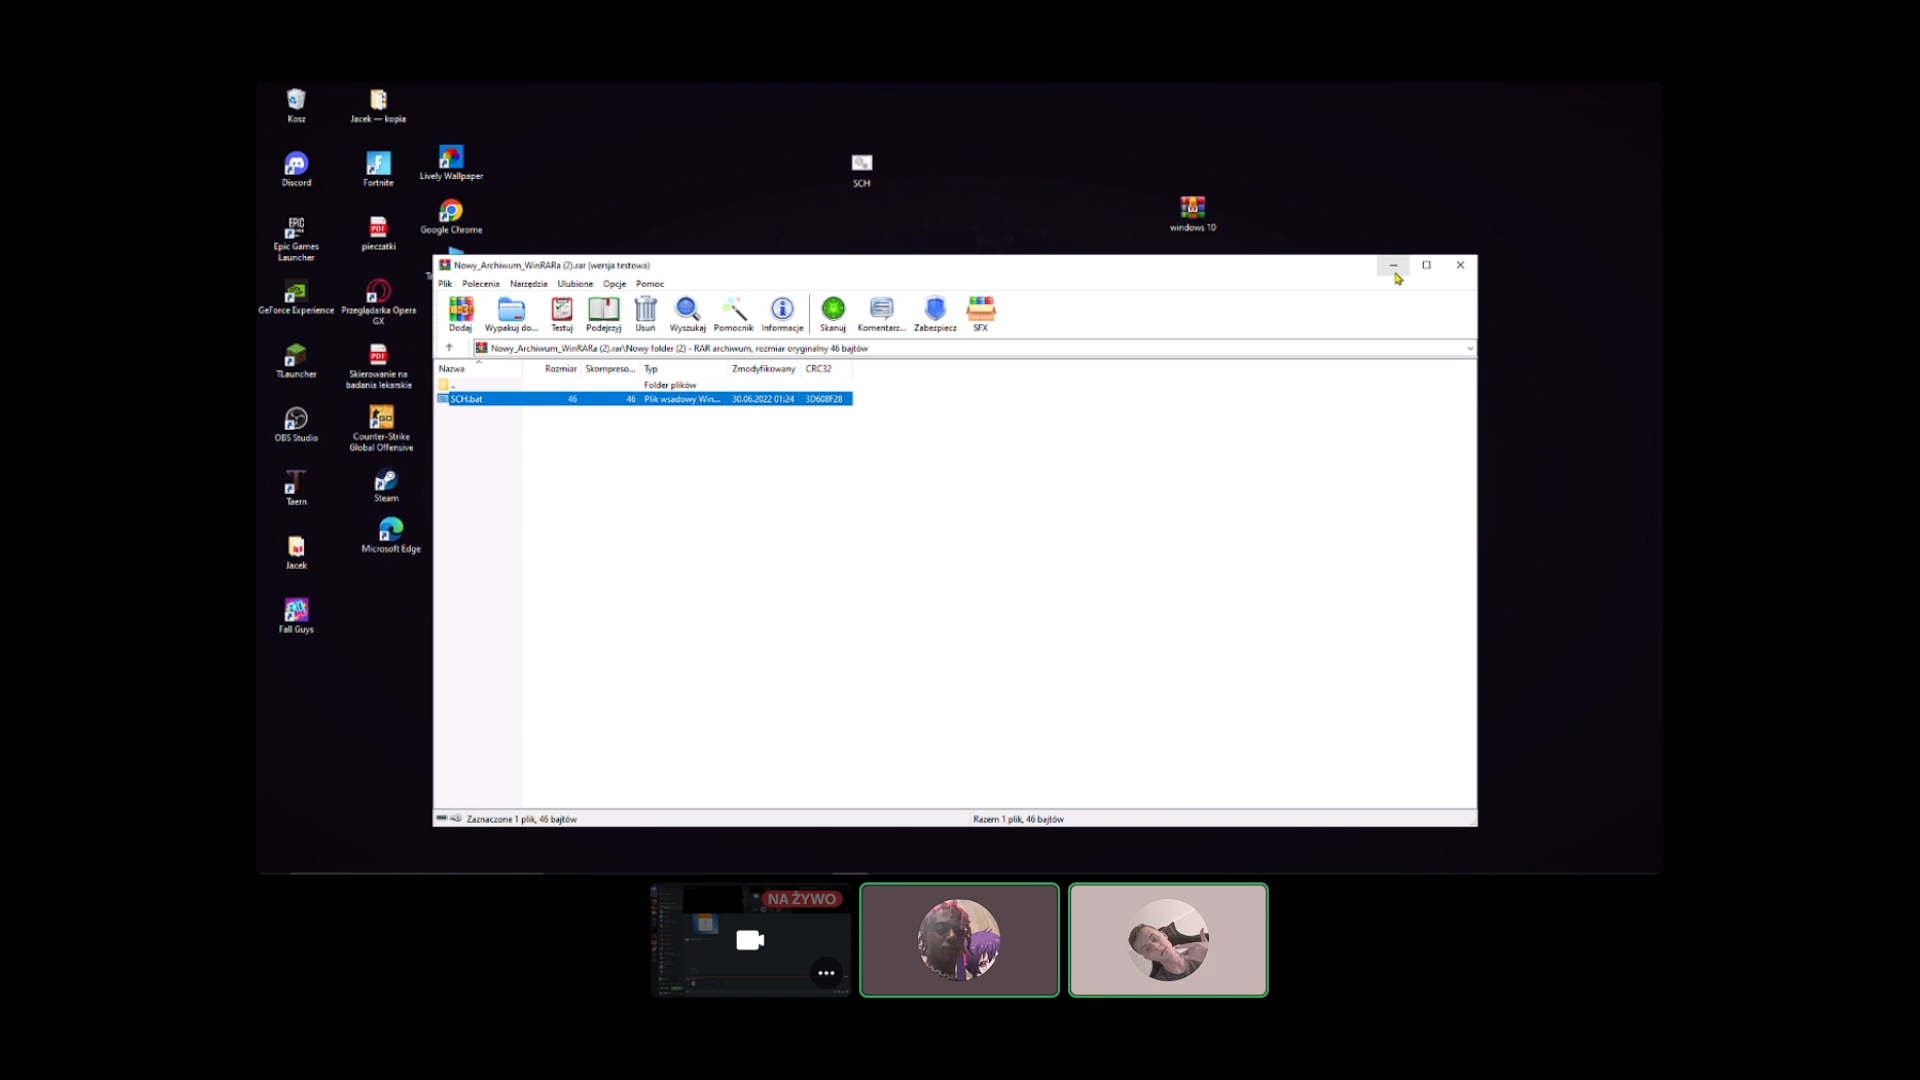 Kosz
Jacek — kopia
Discord
Fortnite
Lively Wallpaper
SCH
Epic Games
Launcher
pieczatki
Google Chrome
windows 10
GeForce Experience
Przeglądarka Opera
GX
TLauncher
Skierowanie na
badania lekarskie
OBS Studio
Counter-Strike
Global Offensive
Taern
Steam
Jacek
Microsoft Edge
Fall Guys
Nowy_Archiwum_WinRARa (2).rar (wersja testowa)
Plik Polecenia Narzędzia Ulubione Opcje Pomoc
Dodaj Wypakuj do... Testuj Podejrzyj Usuń Wyszukaj Pomocnik Informacje Skanuj Komentarz... Zabezpiecz SFX
Nowy_Archiwum_WinRARa (2).rar\Nowy folder (2) - RAR archiwum, rozmiar oryginalny 46 bajtów
Nazwa Rozmiar Skompreso... Typ Zmodyfikowany CRC32
.. Folder plików
SCH.bat 46 46 Plik wsadowy Win... 30.06.2022 01:24 3D608F28
Zaznaczone 1 plik, 46 bajtów
Razem 1 plik, 46 bajtów
NA ŻYWO